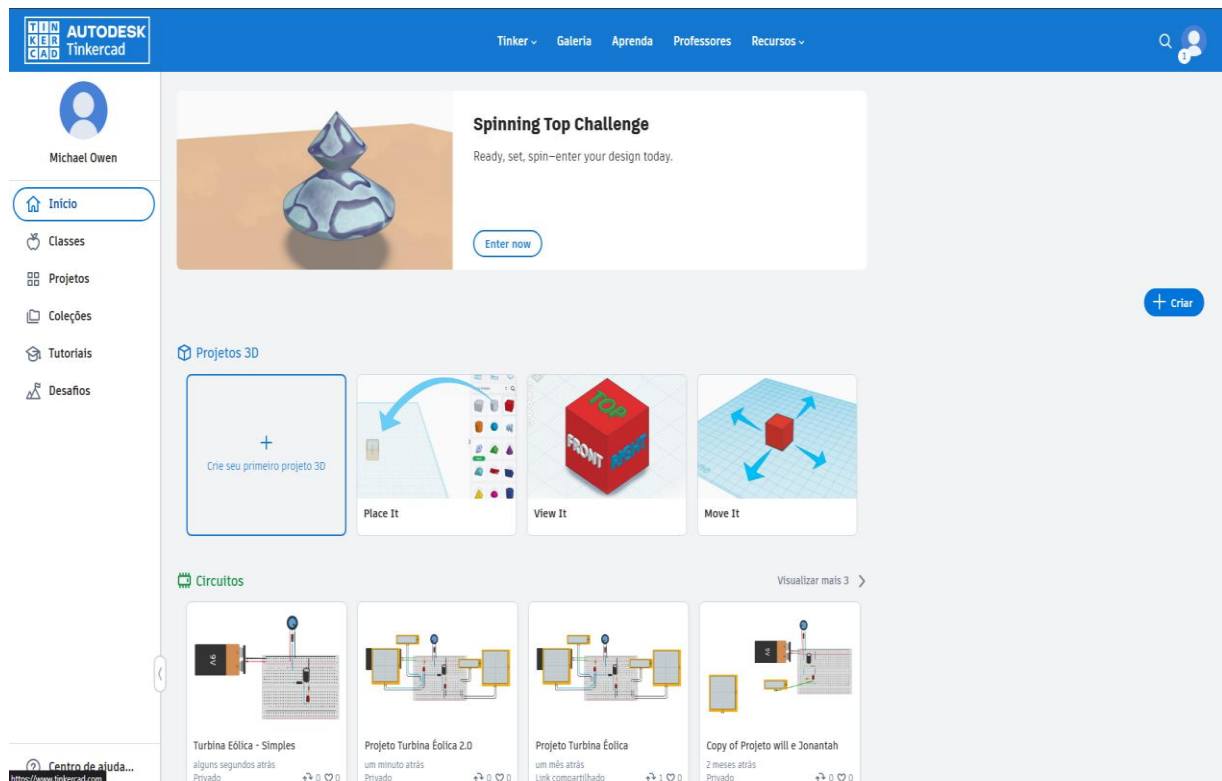 TIN
KER
CAD
AUTODESK
Tinkercad
Tinker
Galeria
Aprenda
Professores
Recursos
1
Michael Owen
Início
Classes
Projetos
Coleções
Tutoriais
Desafios
Centro de ajuda...
https://www.tinkercad.com
Spinning Top Challenge
Ready, set, spin—enter your design today.
Enter now
+ Criar
Projetos 3D
+
Crie seu primeiro projeto 3D
Place It
TOP
FRONT
RIGHT
View It
Move It
Circuitos
Visualizar mais 3
9V
Turbina Eólica - Simples
alguns segundos atrás
Privado 0 0
Projeto Turbina Éolica 2.0
um minuto atrás
Privado 0 0
Projeto Turbina Éolica
um mês atrás
Link compartilhado 1 0
9V
Copy of Projeto will e Jonantah
2 meses atrás
Privado 0 0